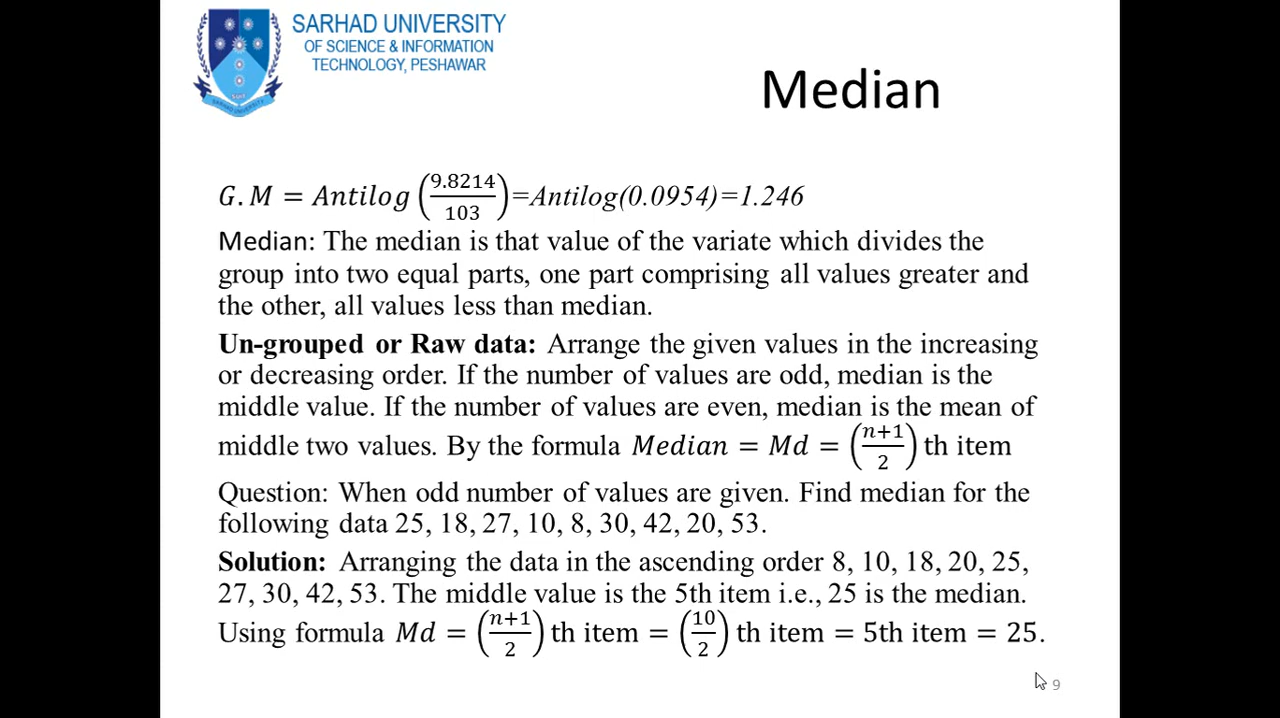 SARHAD UNIVERSITY
OF SCIENCE & INFORMATION
TECHNOLOGY, PESHAWAR
Median
G.M = Antilog (9.8214/103)=Antilog(0.0954)=1.246
Median: The median is that value of the variate which divides the
group into two equal parts, one part comprising all values greater and
the other, all values less than median.
Un-grouped or Raw data: Arrange the given values in the increasing
or decreasing order. If the number of values are odd, median is the
middle value. If the number of values are even, median is the mean of
middle two values. By the formula Median = Md = (n+1/2) th item
Question: When odd number of values are given. Find median for the
following data 25, 18, 27, 10, 8, 30, 42, 20, 53.
Solution: Arranging the data in the ascending order 8, 10, 18, 20, 25,
27, 30, 42, 53. The middle value is the 5th item i.e., 25 is the median.
Using formula Md = (n+1/2) th item = (10/2) th item = 5th item = 25.
9